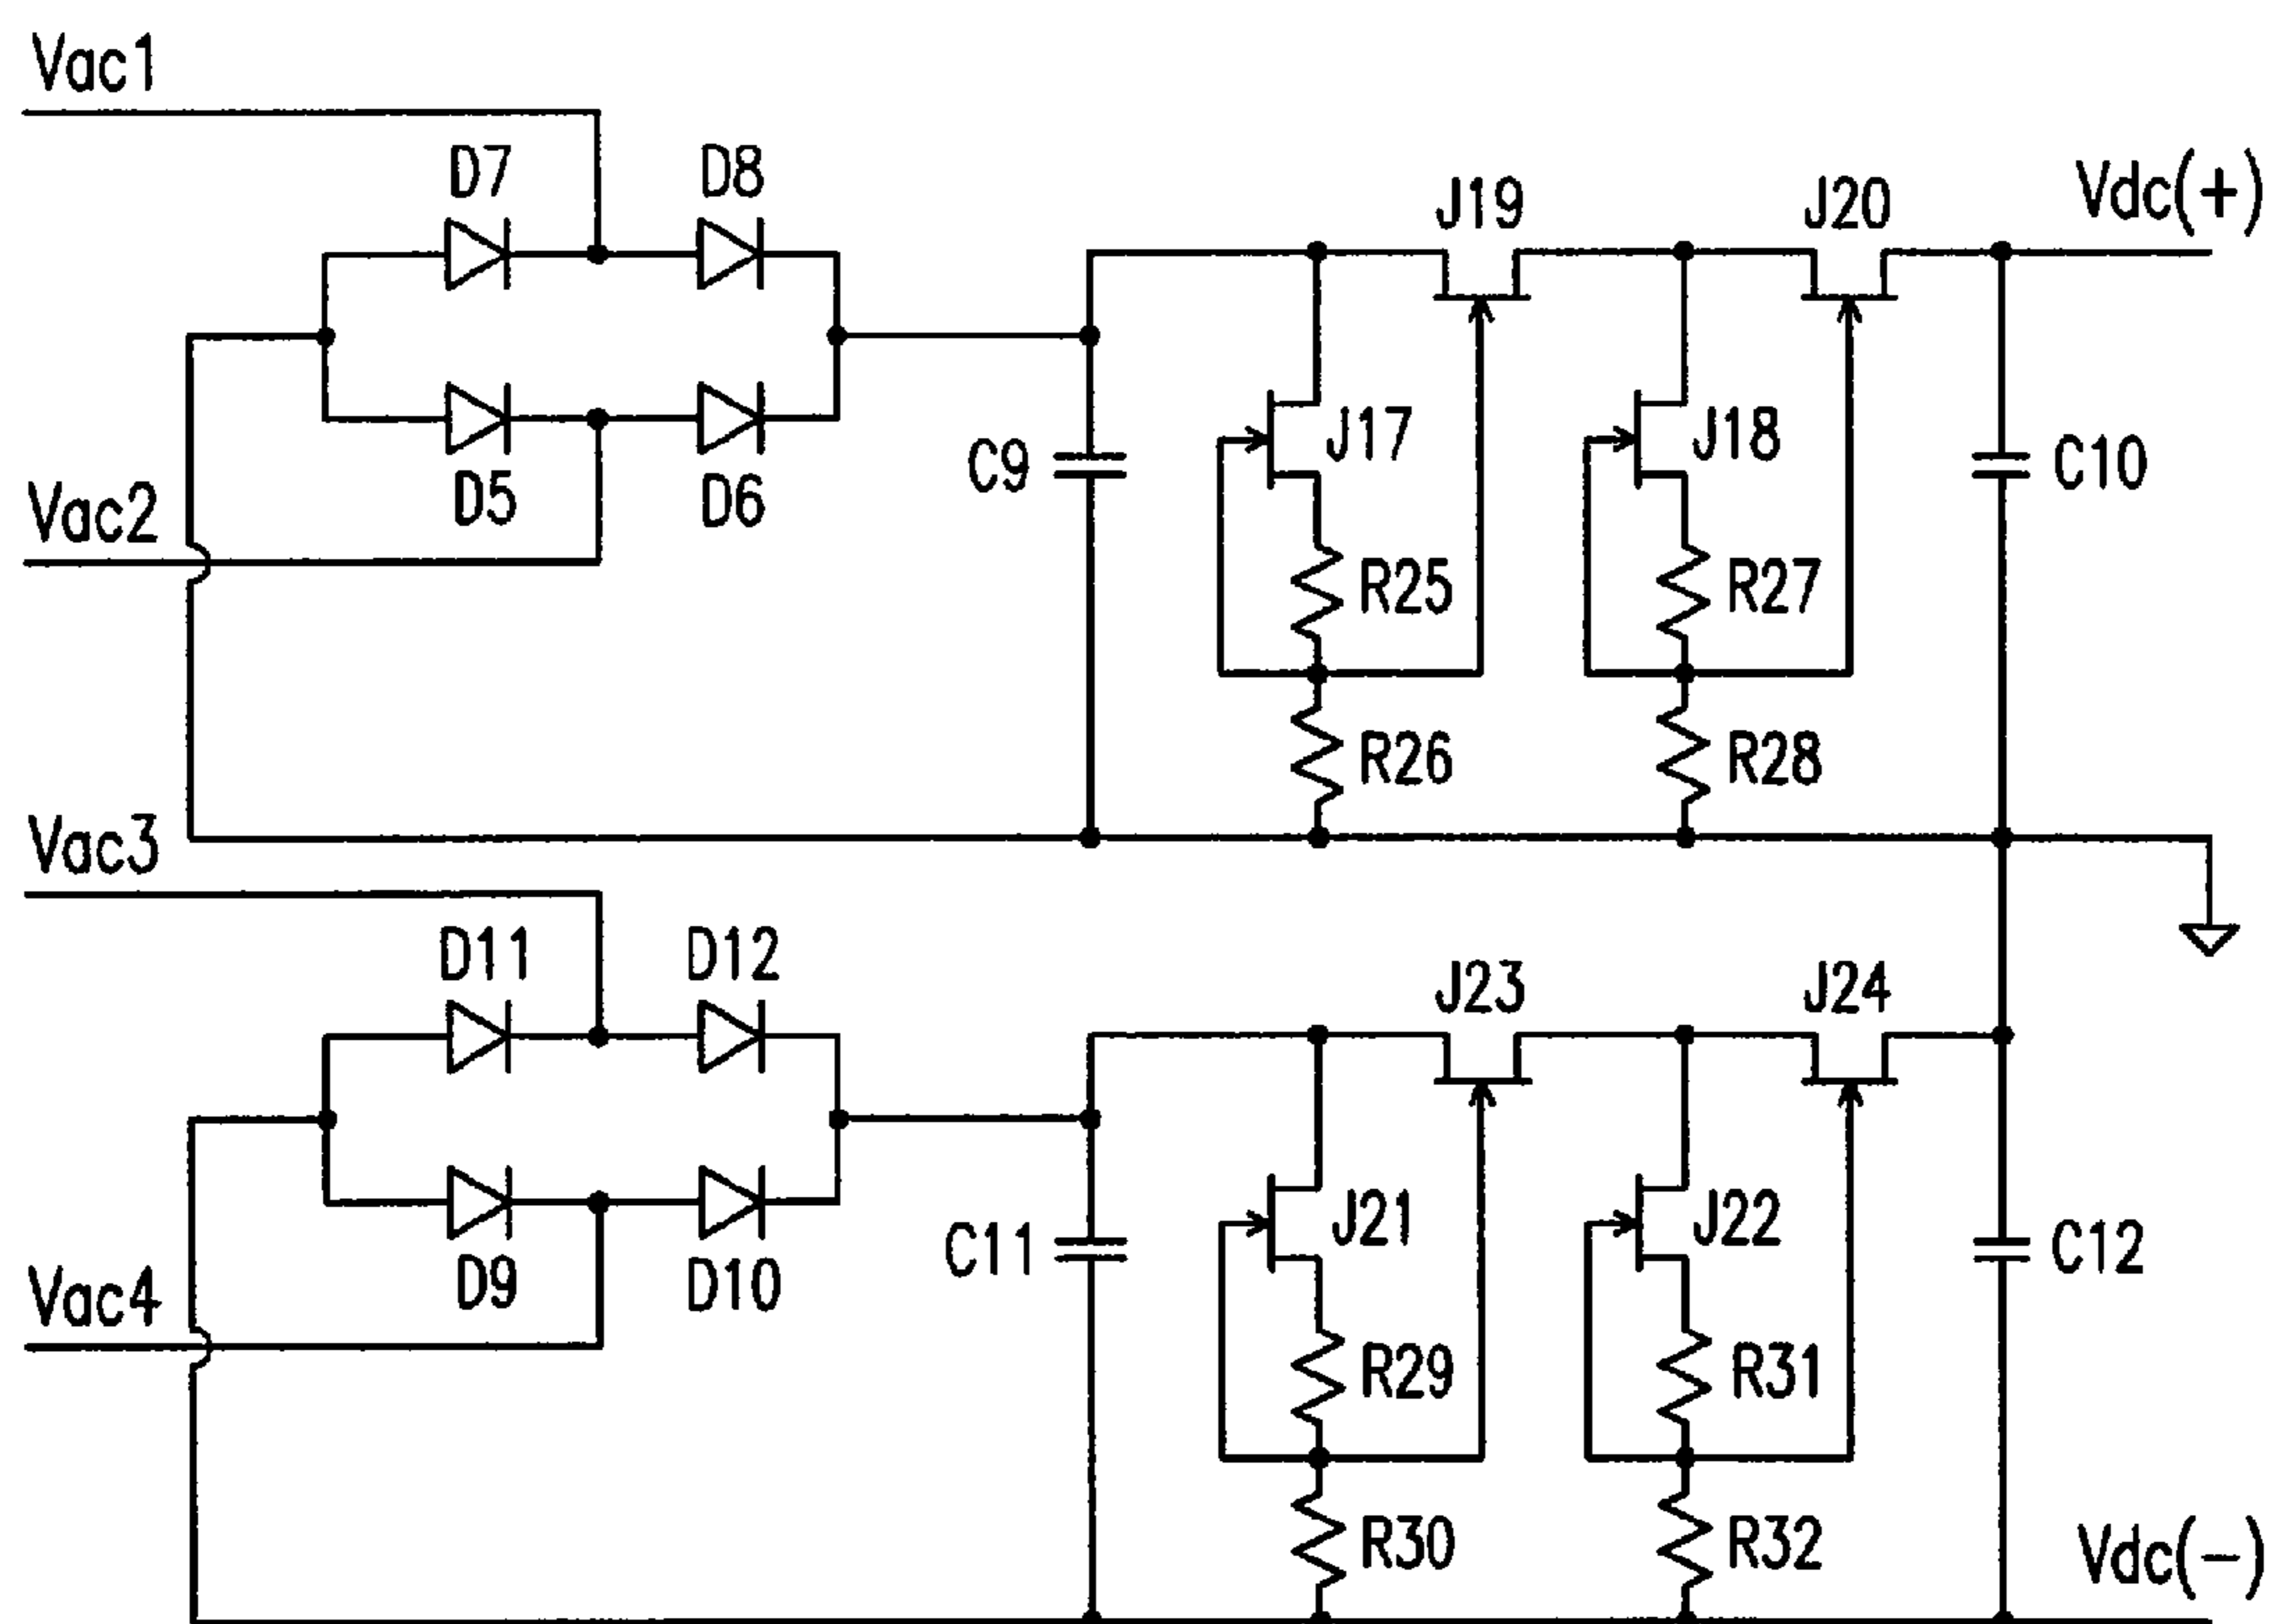 Vac1
D7
D8
J19
J20
Vdc(+)
Vac2
D5
D6
C9
J17
J18
C10
R25
R27
R26
R28
Vac3
D11
D12
J23
J24
Vac4
D9
D10
C11
J21
J22
C12
R29
R31
R30
R32
Vdc(-)